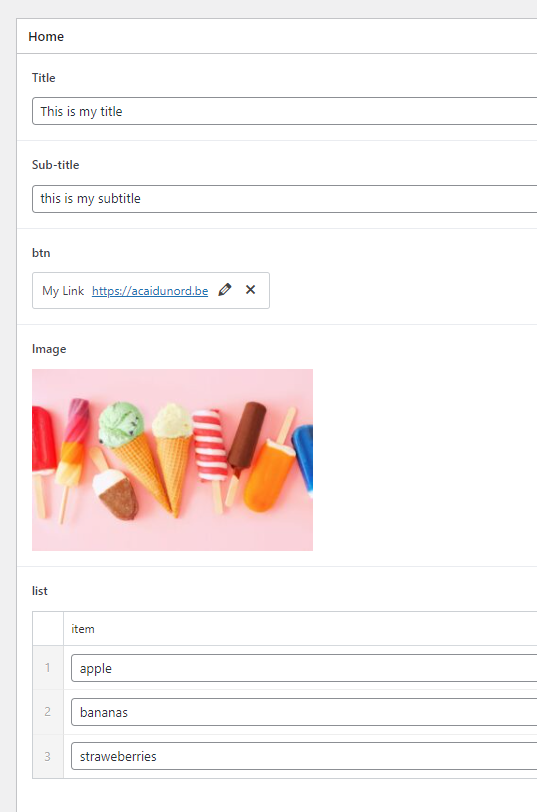 Home
Title
This is my title
Sub-title
this is my subtitle
btn
My Link https://acaidunord.be
Image
list
item
1 apple
2 bananas
3 straweberries